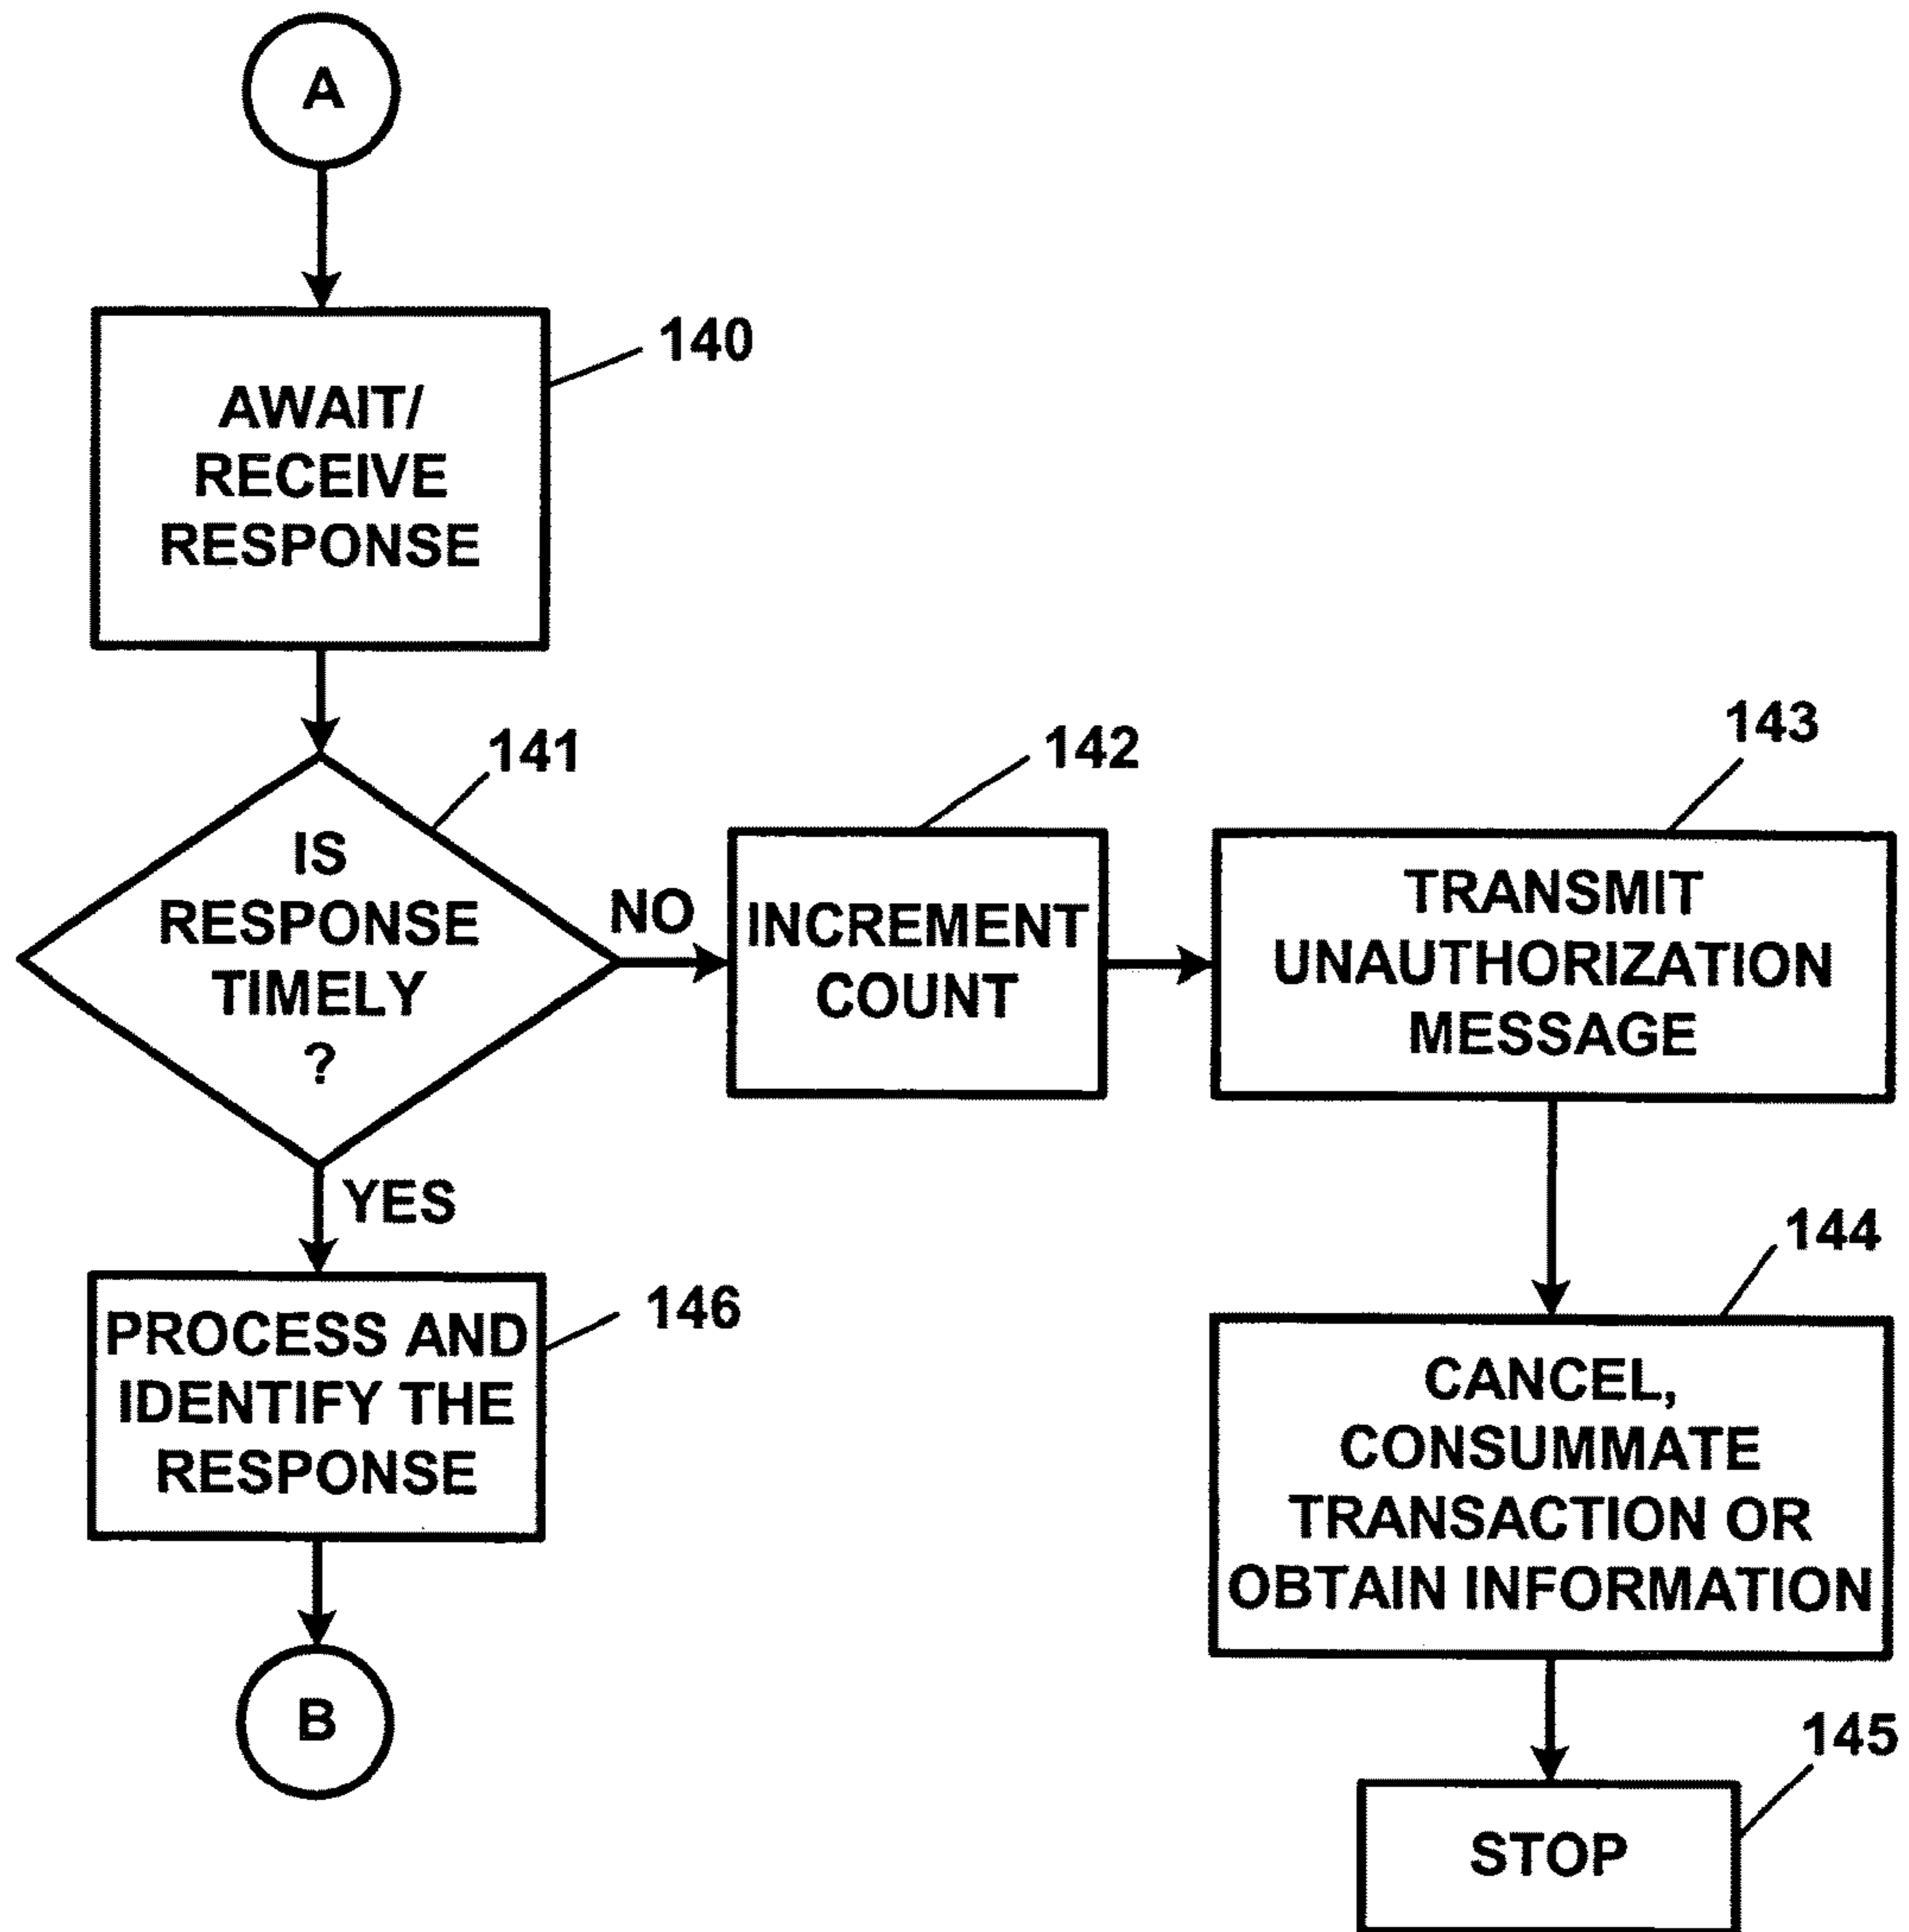 A
140
AWAIT/
RECEIVE
RESPONSE
141
IS
RESPONSE
TIMELY
?
NO
142
INCREMENT
COUNT
143
TRANSMIT
UNAUTHORIZATION
MESSAGE
YES
146
PROCESS AND
IDENTIFY THE
RESPONSE
B
144
CANCEL,
CONSUMMATE
TRANSACTION OR
OBTAIN INFORMATION
145
STOP